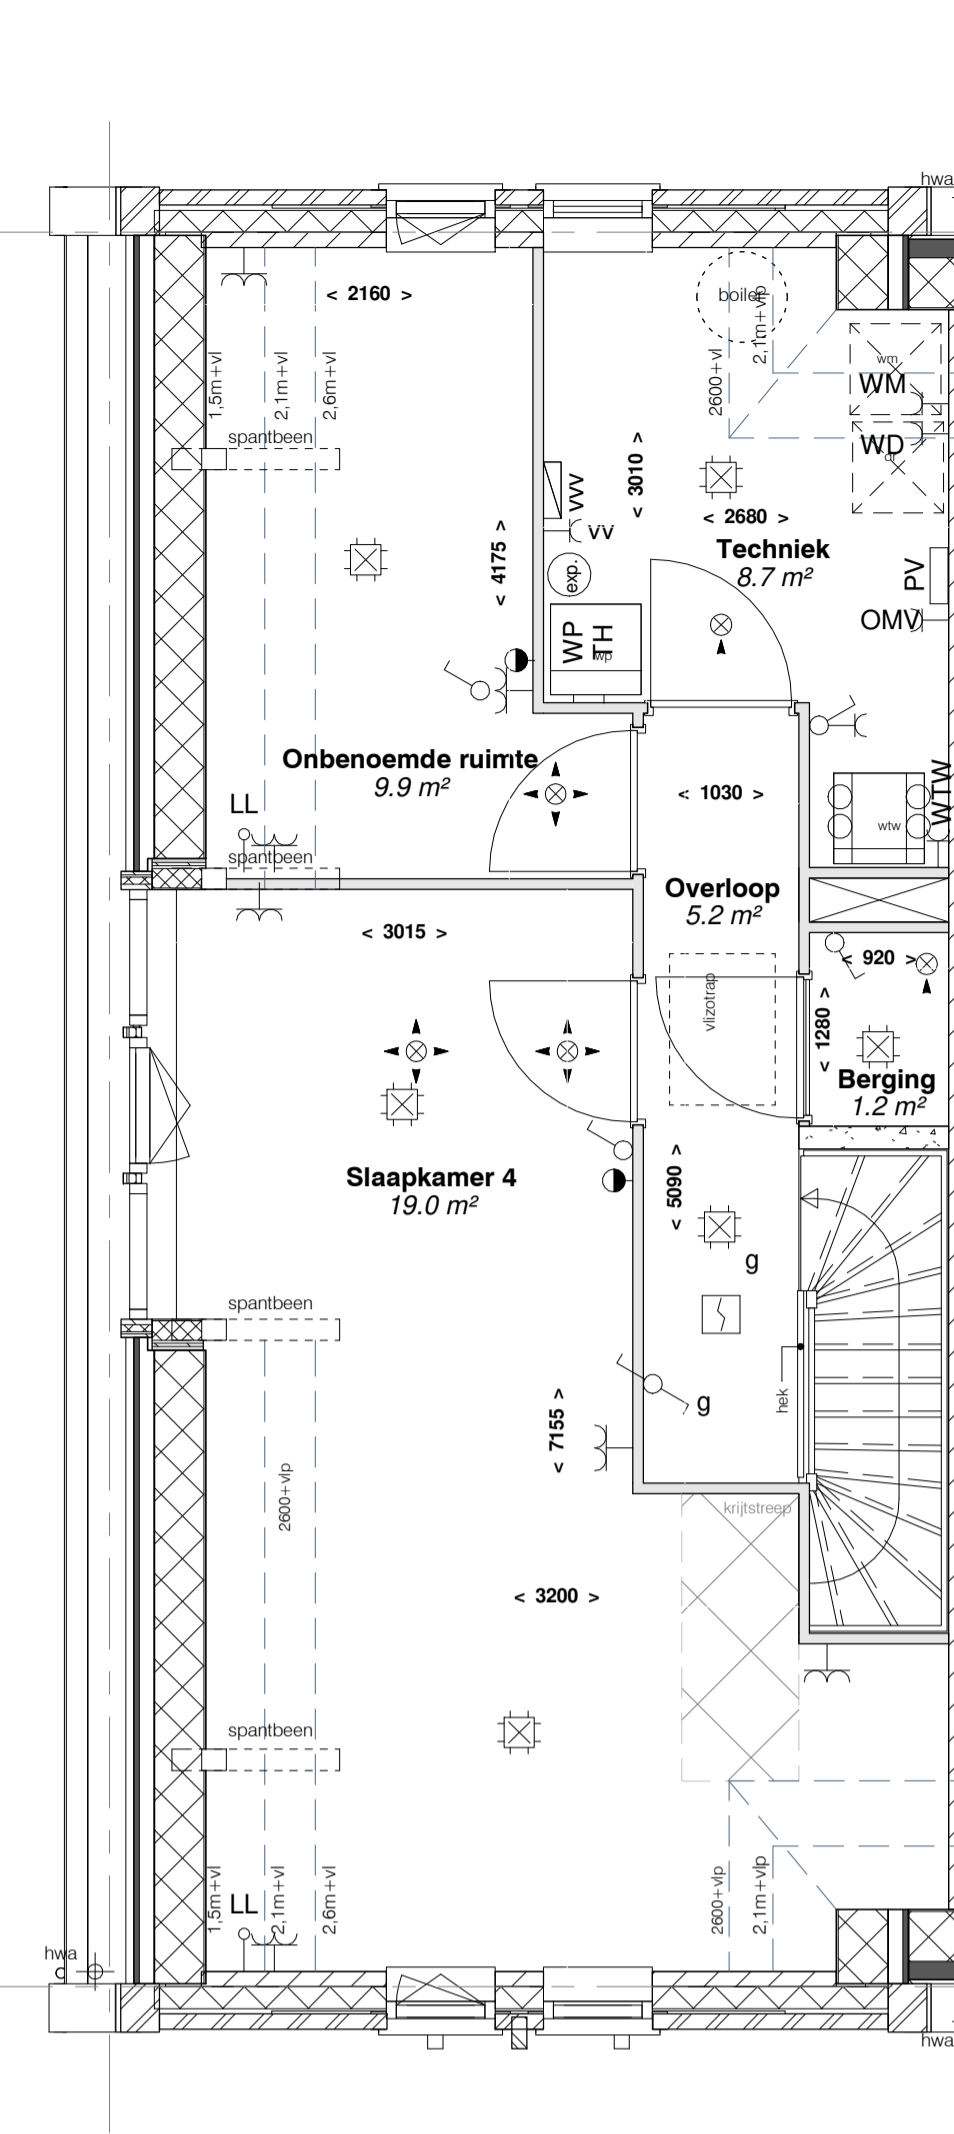 hwa
< 2160 >
boiler
1,5m+vl
2,1m+vl
2,6m+vl
2600+vl
2,1m+vlp
wm
WM
spantbeen
WD
dr
< 3010 >
vvv
< 2680 >
vv
Techniek
8.7 m²
< 4175 >
exp.
PV
OMV
WP
TH
wp
Onbenoemde ruimte
9.9 m²
< 1030 >
WTW
wtw
LL
spantbeen
Overloop
5.2 m²
< 3015 >
< 920 >
vlizotrap
< 1280 >
Berging
1.2 m²
Slaapkamer 4
19.0 m²
< 5090 >
g
spantbeen
hek
g
< 7155 >
2600+vlp
krijtstreep
< 3200 >
spantbeen
1,5m+vl
LL
2,1m+vl
2,6m+vl
2600+vlp
2,1m+vlp
hwa
hwa